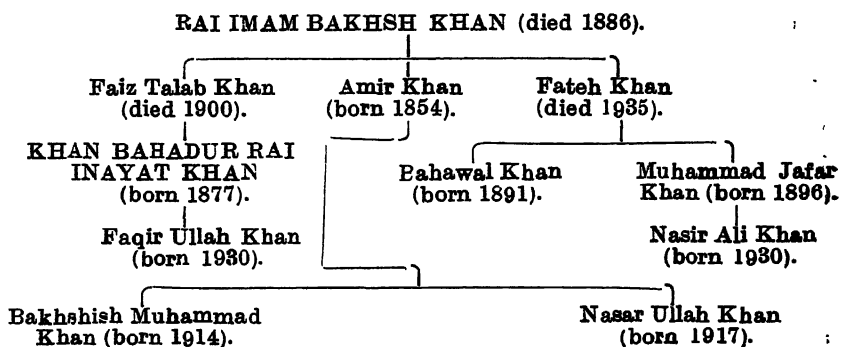 RAI IMAM BAKHSH KHAN (died 1886).
Faiz Talab Khan
(died 1900).
Amir Khan
(born 1854).
Fateh Khan
(died 1935).
KHAN BAHADUR RAI
INAYAT KHAN
(born 1877).
Bahawal Khan
(born 1891).
Muhammad Jafar
Khan (born 1896).
Faqir Ullah Khan
(born 1930).
Nasir Ali Khan
(born 1930).
Bakhshish Muhammad
Khan (born 1914).
Nasar Ullah Khan
(born 1917).